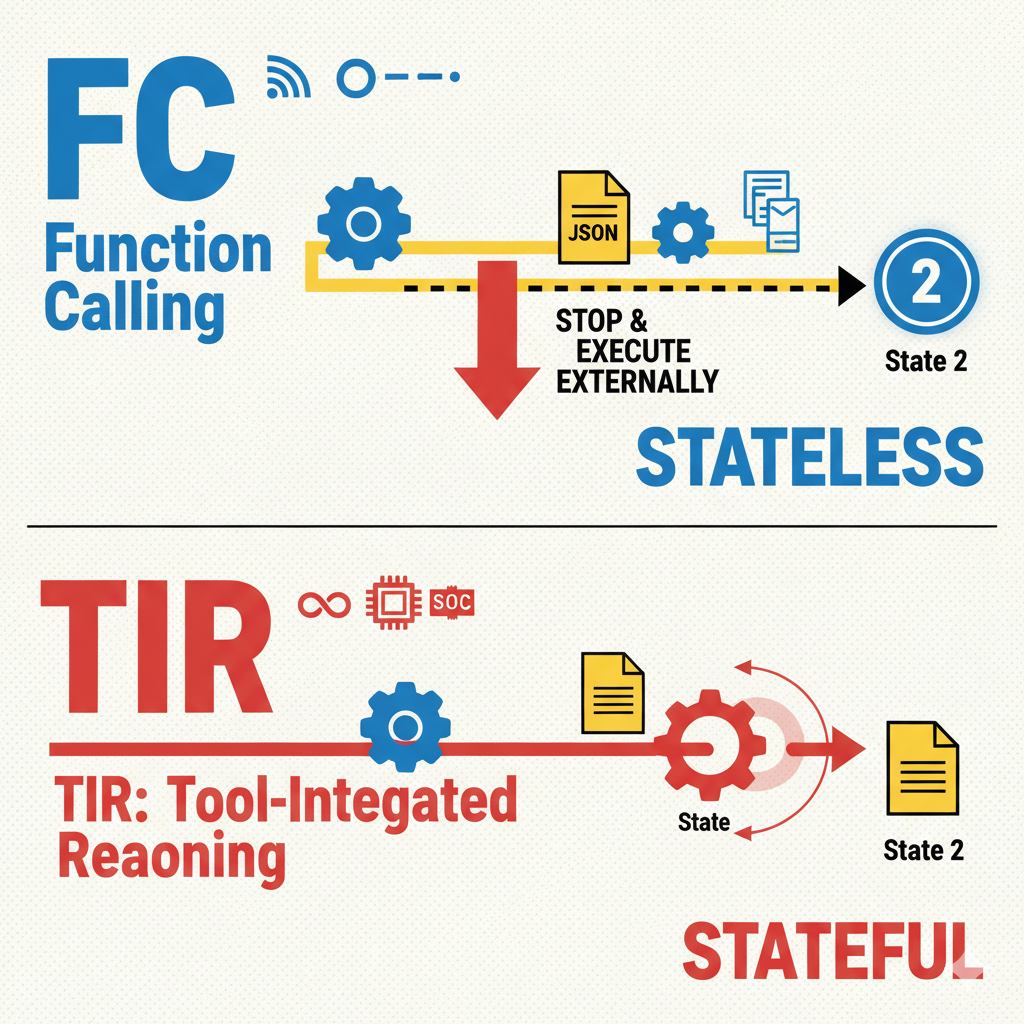 FC
Function
Calling
JSON
STOP &
EXECUTE
EXTERNALLY
2
State 2
STATELESS
TIR
SOC
TIR: Tool-Integated
Reaoning
State
State 2
STATEFUL